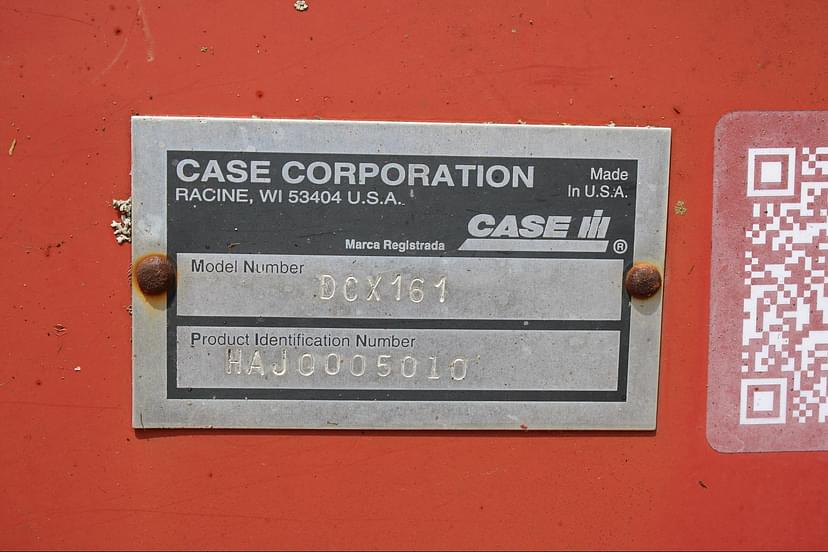 CASE CORPORATION
RACINE, WI 53404 U.S.A.
Made
In U.S.A.
CASE IH
Marca Registrada
®
Model Number
DCX161
Product Identification Number
HAJ0005010